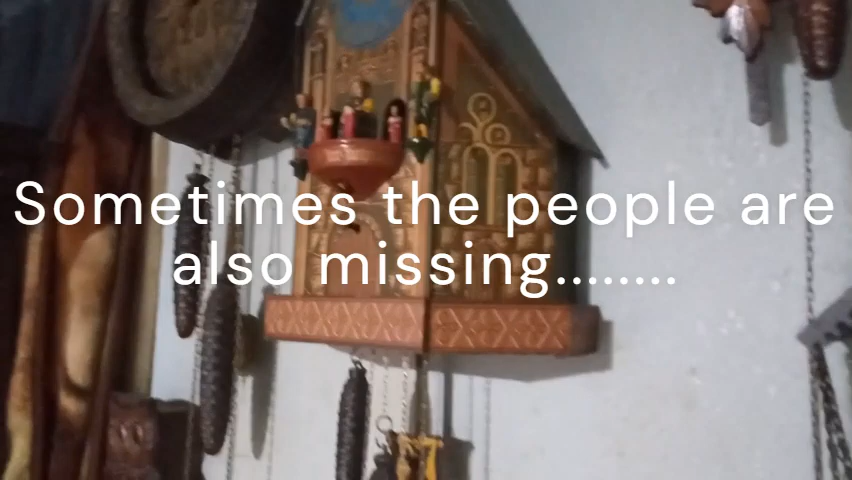 Sometimes the people are
also missing........